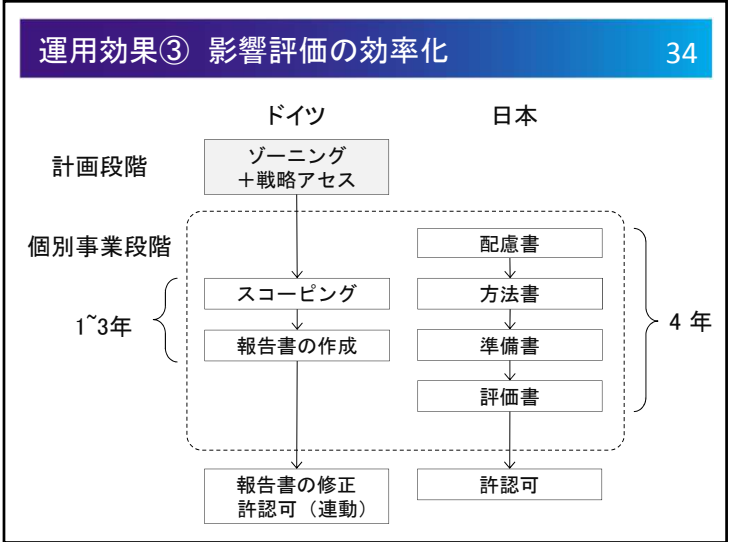 運用効果③ 影響評価の効率化 34
ドイツ 日本
計画段階
ゾーニング
＋戦略アセス
個別事業段階
配慮書
スコーピング
方法書
1~3年
4 年
報告書の作成
準備書
評価書
報告書の修正
許認可（連動）
許認可